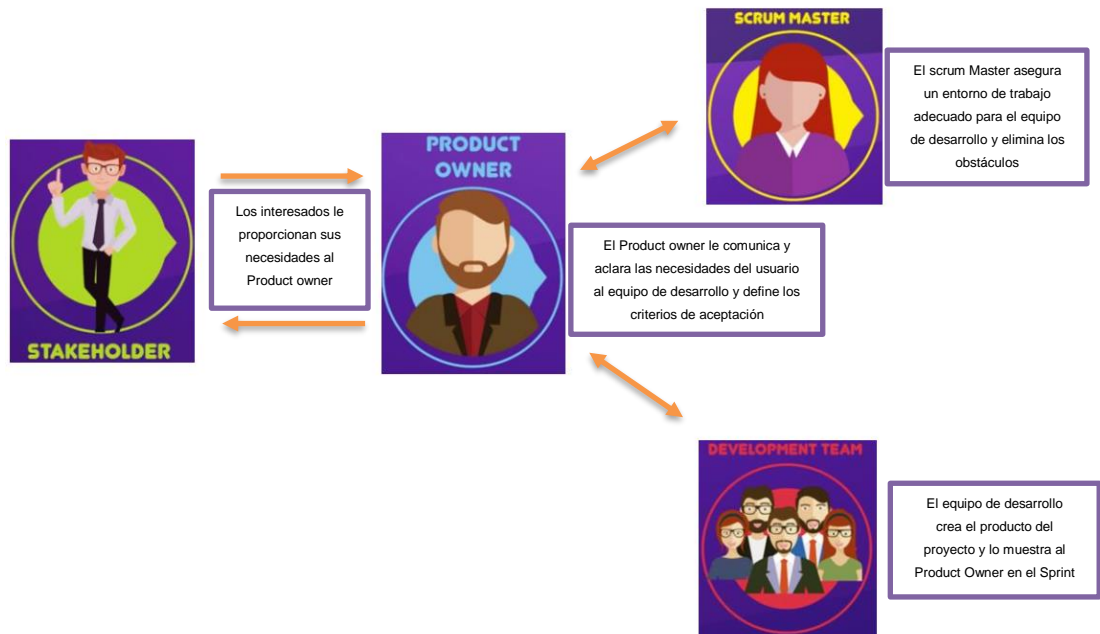 STAKEHOLDER
Los interesados le
proporcionan sus
necesidades al
Product owner
PRODUCT
OWNER
El Product owner le comunica y
aclara las necesidades del usuario
al equipo de desarrollo y define los
criterios de aceptación
SCRUM MASTER
El scrum Master asegura
un entorno de trabajo
adecuado para el equipo
de desarrollo y elimina los
obstáculos
DEVELOPMENT TEAM
El equipo de desarrollo
crea el producto del
proyecto y lo muestra al
Product Owner en el Sprint